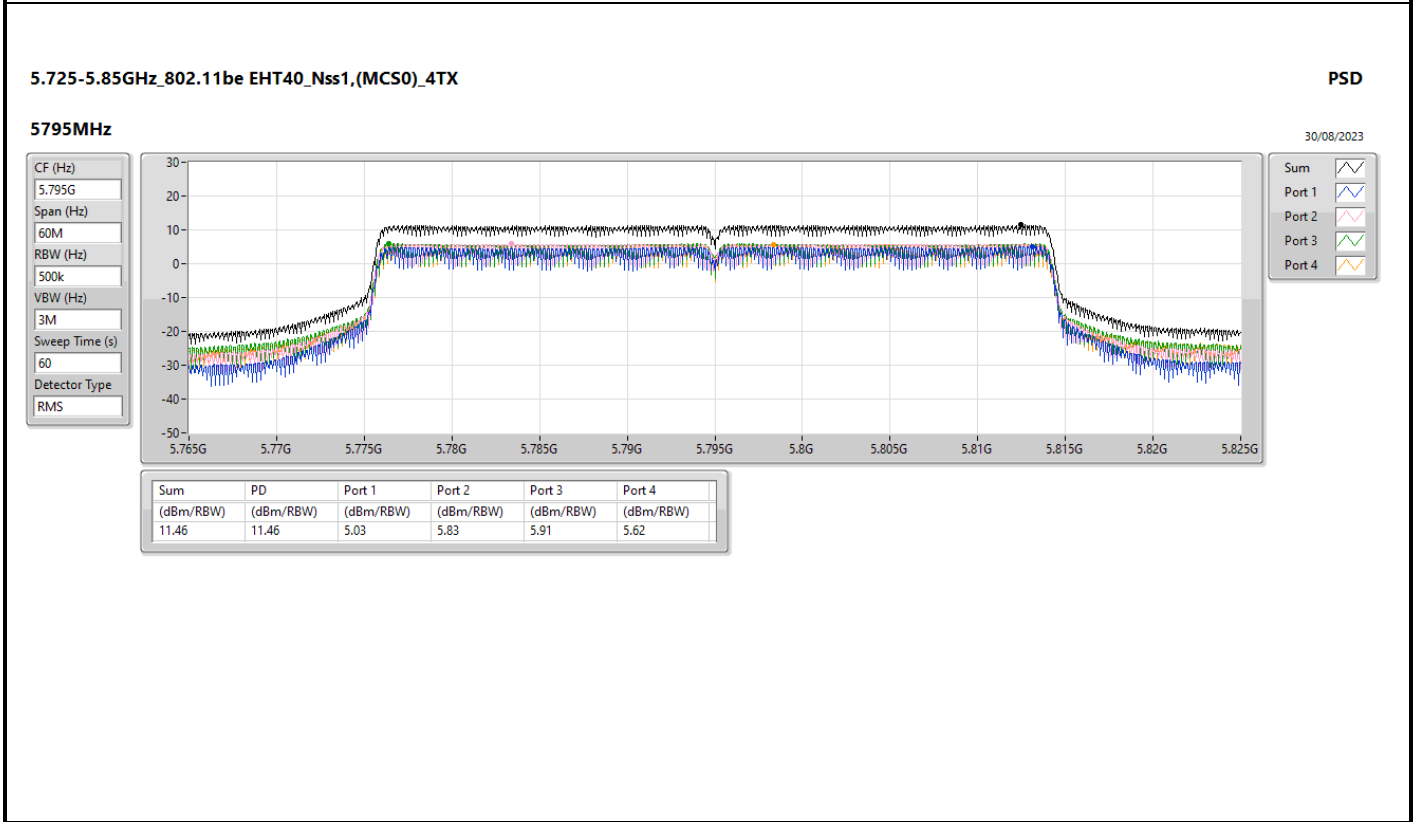 5.725-5.85GHz_802.11be EHT40_Nss1,(MCS0)_4TX PSD
5795MHz
30/08/2023
CF (Hz)
5.795G
Span (Hz)
60M
RBW (Hz)
500k
VBW (Hz)
3M
Sweep Time (s)
60
Detector Type
RMS
30
20
10
0
-10
-20
-30
-40
-50
5.765G 5.77G 5.775G 5.78G 5.785G 5.79G 5.795G 5.8G 5.805G 5.81G 5.815G 5.82G 5.825G
Sum
Port 1
Port 2
Port 3
Port 4
Sum PD Port 1 Port 2 Port 3 Port 4
(dBm/RBW) (dBm/RBW) (dBm/RBW) (dBm/RBW) (dBm/RBW) (dBm/RBW)
11.46 11.46 5.03 5.83 5.91 5.62